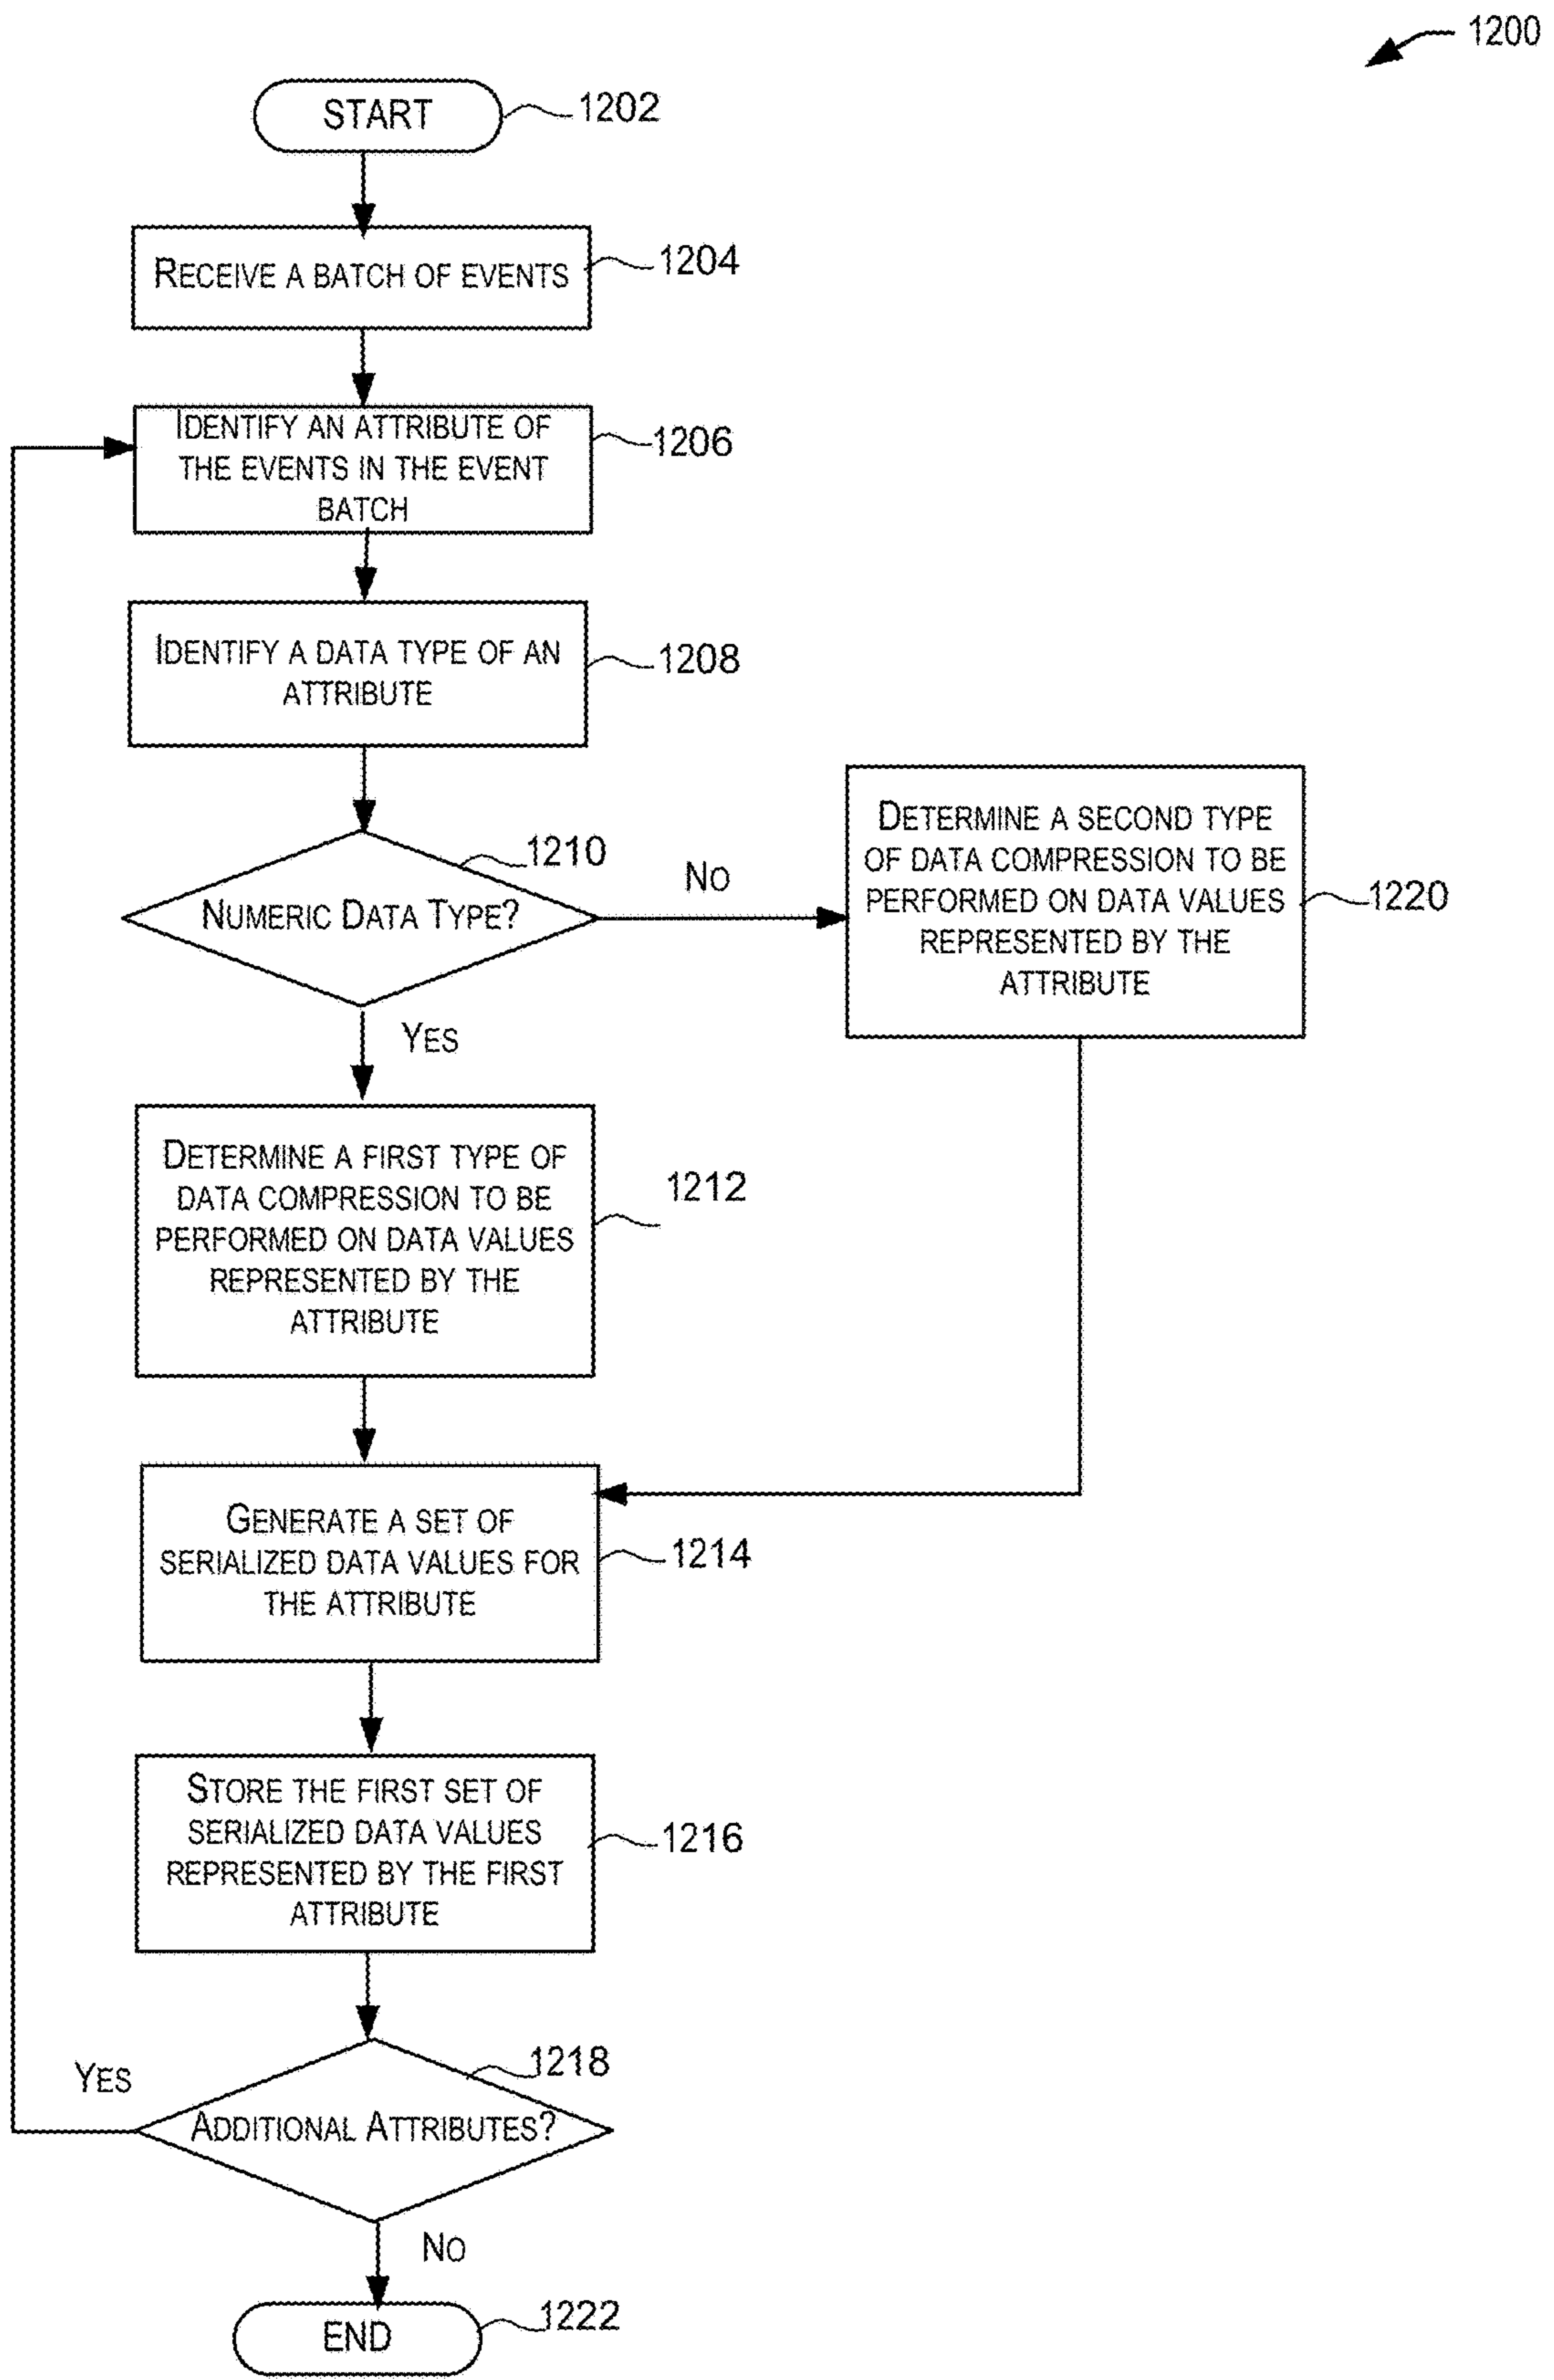 1200
START
1202
RECEIVE A BATCH OF EVENTS
1204
IDENTIFY AN ATTRIBUTE OF
THE EVENTS IN THE EVENT
BATCH
1206
IDENTIFY A DATA TYPE OF AN
ATTRIBUTE
1208
1210
NUMERIC DATA TYPE?
NO
YES
DETERMINE A SECOND TYPE
OF DATA COMPRESSION TO BE
PERFORMED ON DATA VALUES
REPRESENTED BY THE
ATTRIBUTE
1220
DETERMINE A FIRST TYPE OF
DATA COMPRESSION TO BE
PERFORMED ON DATA VALUES
REPRESENTED BY THE
ATTRIBUTE
1212
GENERATE A SET OF
SERIALIZED DATA VALUES FOR
THE ATTRIBUTE
1214
STORE THE FIRST SET OF
SERIALIZED DATA VALUES
REPRESENTED BY THE FIRST
ATTRIBUTE
1216
1218
YES
ADDITIONAL ATTRIBUTES?
NO
END
1222